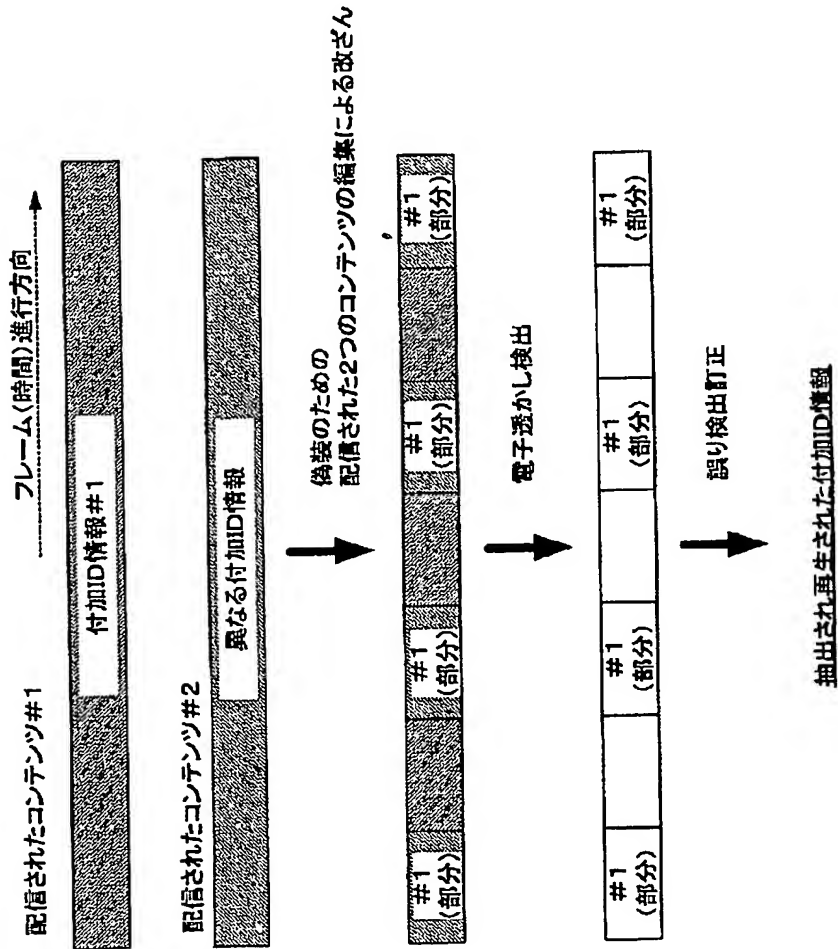 フレーム(時間)進行方向
配信されたコンテンツ#1
付加ID情報#1
配信されたコンテンツ#2
異なる付加ID情報
偽装のための
配信された2つのコンテンツの編集による改ざん
#1
(部分)
#1
(部分)
#1
(部分)
#1
(部分)
電子透かし検出
#1
(部分)
#1
(部分)
#1
(部分)
#1
(部分)
誤り検出訂正
抽出され再生された付加ID情報